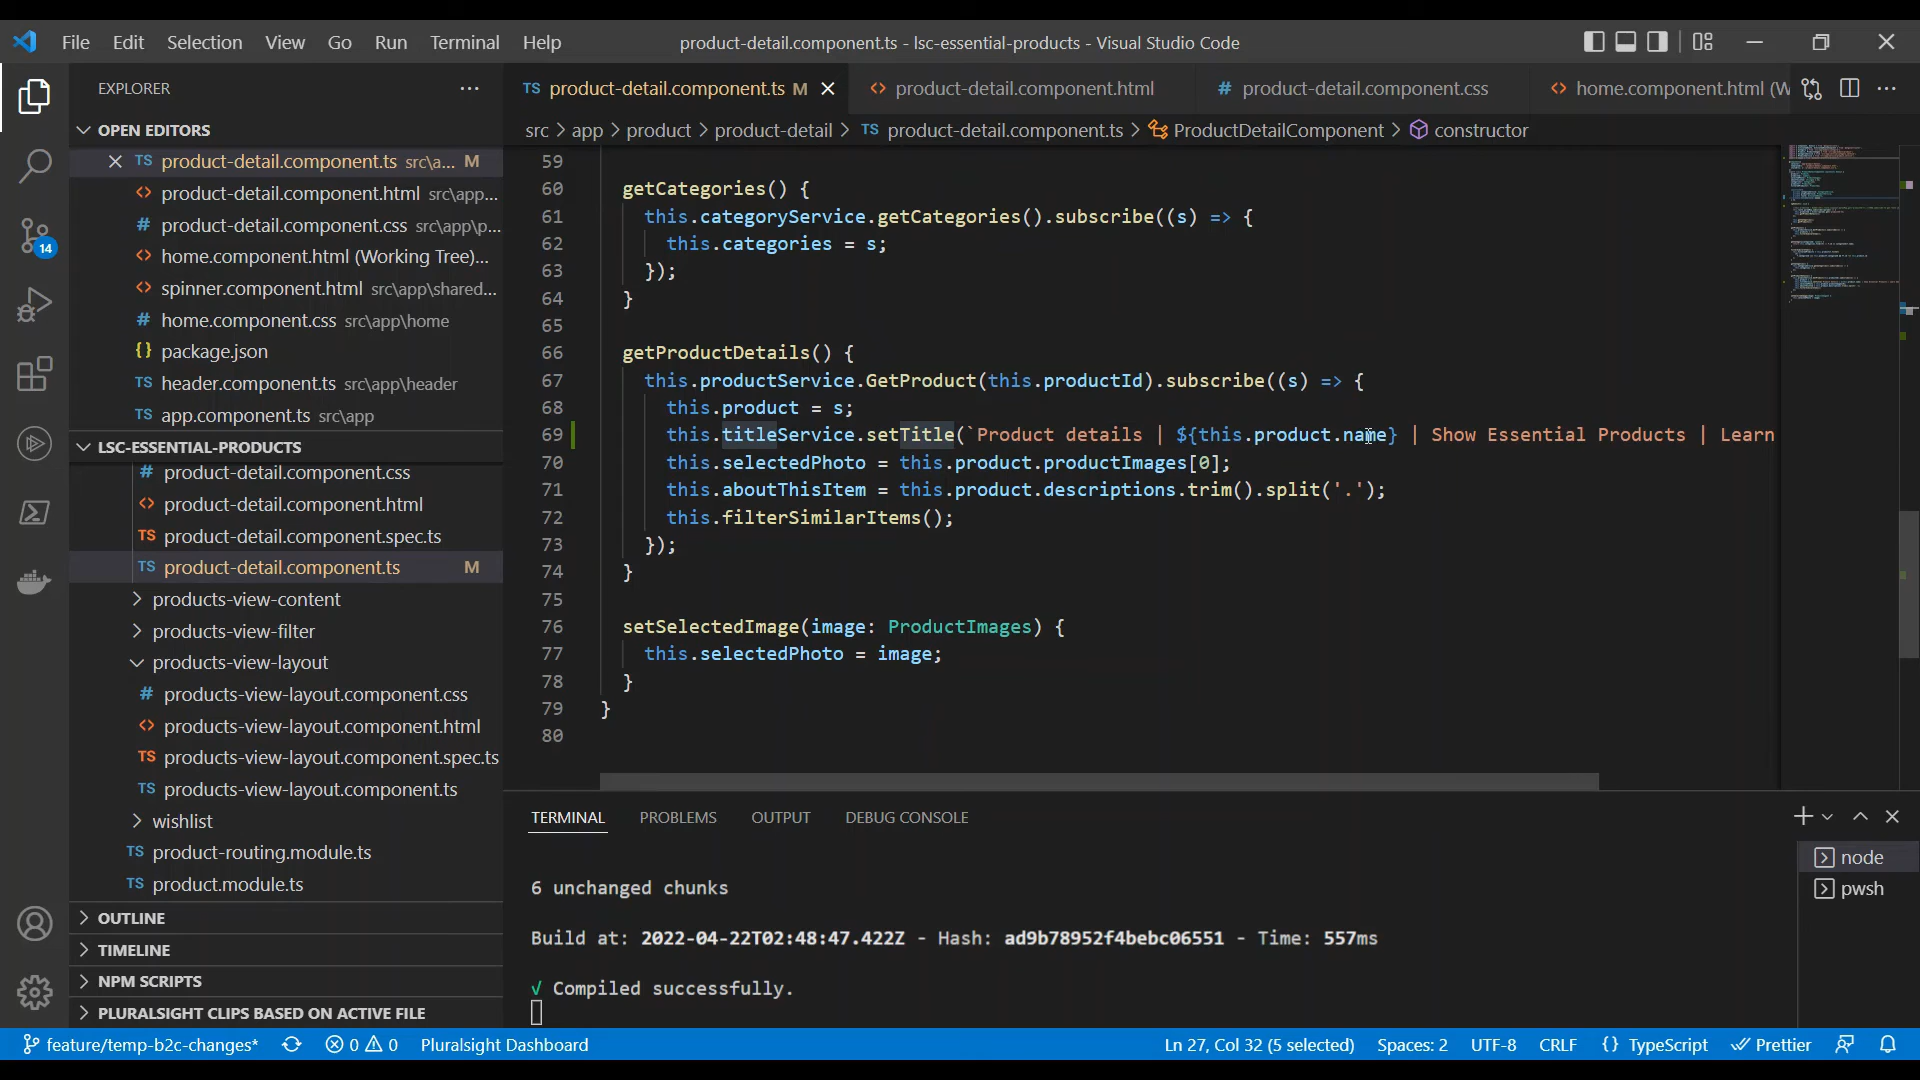 File Edit Selection View Go Run Terminal Help
product-detail.component.ts - lsc-essential-products - Visual Studio Code
EXPLORER
OPEN EDITORS
TS product-detail.component.ts src\a... M
<> product-detail.component.html src\app...
# product-detail.component.css src\app\p...
<> home.component.html (Working Tree)...
<> spinner.component.html src\app\shared...
# home.component.css src\app\home
{} package.json
TS header.component.ts src\app\header
TS app.component.ts src\app
LSC-ESSENTIAL-PRODUCTS
# product-detail.component.css
<> product-detail.component.html
TS product-detail.component.spec.ts
TS product-detail.component.ts M
products-view-content
products-view-filter
products-view-layout
# products-view-layout.component.css
<> products-view-layout.component.html
TS products-view-layout.component.spec.ts
TS products-view-layout.component.ts
wishlist
TS product-routing.module.ts
TS product.module.ts
OUTLINE
TIMELINE
NPM SCRIPTS
PLURALSIGHT CLIPS BASED ON ACTIVE FILE
14
TS product-detail.component.ts M
<> product-detail.component.html
# product-detail.component.css
<> home.component.html (W
src > app > product > product-detail > TS product-detail.component.ts > ProductDetailComponent > constructor
59
60 getCategories() {
61 this.categoryService.getCategories().subscribe((s) => {
62 this.categories = s;
63 });
64 }
65
66 getProductDetails() {
67 this.productService.GetProduct(this.productId).subscribe((s) => {
68 this.product = s;
69 this.titleService.setTitle(`Product details | ${this.product.name} | Show Essential Products | Learn
70 this.selectedPhoto = this.product.productImages[0];
71 this.aboutThisItem = this.product.descriptions.trim().split('.');
72 this.filterSimilarItems();
73 });
74 }
75
76 setSelectedImage(image: ProductImages) {
77 this.selectedPhoto = image;
78 }
79 }
80
TERMINAL PROBLEMS OUTPUT DEBUG CONSOLE
node
pwsh
6 unchanged chunks
Build at: 2022-04-22T02:48:47.422Z - Hash: ad9b78952f4bebc06551 - Time: 557ms
√ Compiled successfully.
feature/temp-b2c-changes* 0 0 Pluralsight Dashboard
Ln 27, Col 32 (5 selected) Spaces: 2 UTF-8 CRLF {} TypeScript Prettier